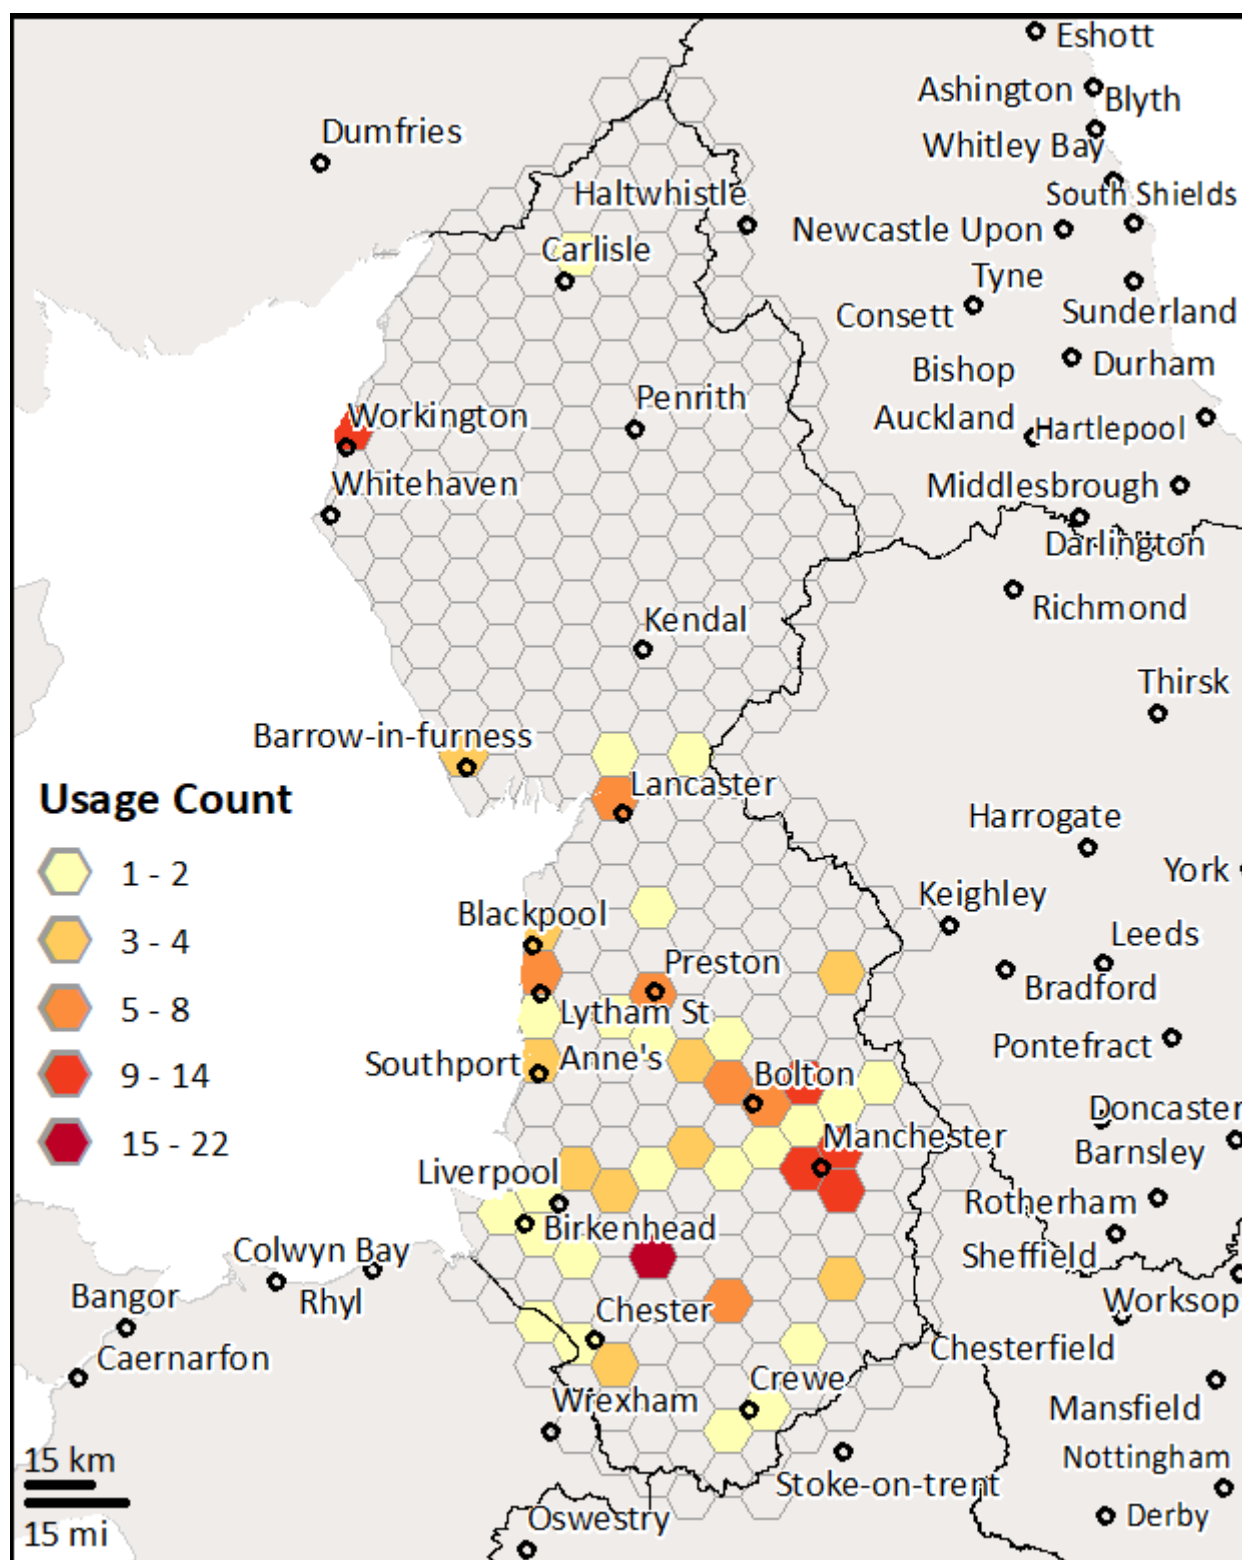 Eshott
Ashington
Blyth
Dumfries
Whitley Bay
Haltwhistle
South Shields
Newcastle Upon
Tyne
Carlisle
Consett
Sunderland
Bishop
Auckland
Durham
Penrith
Workington
Hartlepool
Whitehaven
Middlesbrough
Darlington
Richmond
Kendal
Thirsk
Barrow-in-furness
Usage Count
1 - 2
3 - 4
5 - 8
9 - 14
15 - 22
Lancaster
Harrogate
York
Keighley
Blackpool
Leeds
Preston
Bradford
Lytham St
Anne's
Pontefract
Southport
Bolton
Doncaster
Manchester
Barnsley
Liverpool
Rotherham
Birkenhead
Colwyn Bay
Sheffield
Bangor
Rhyl
Worksop
Chester
Caernarfon
Chesterfield
Crewe
Wrexham
Mansfield
15 km
15 mi
Nottingham
Stoke-on-trent
Oswestry
Derby